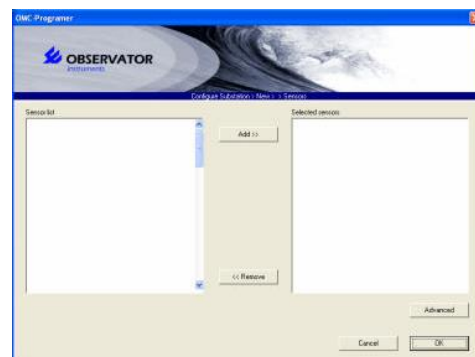 OMC-Programer
OBSERVATOR
instruments
Configure Substation > New > > Sensors
Sensor list
Selected sensors
Add >>
<< Remove
Advanced
Cancel
OK